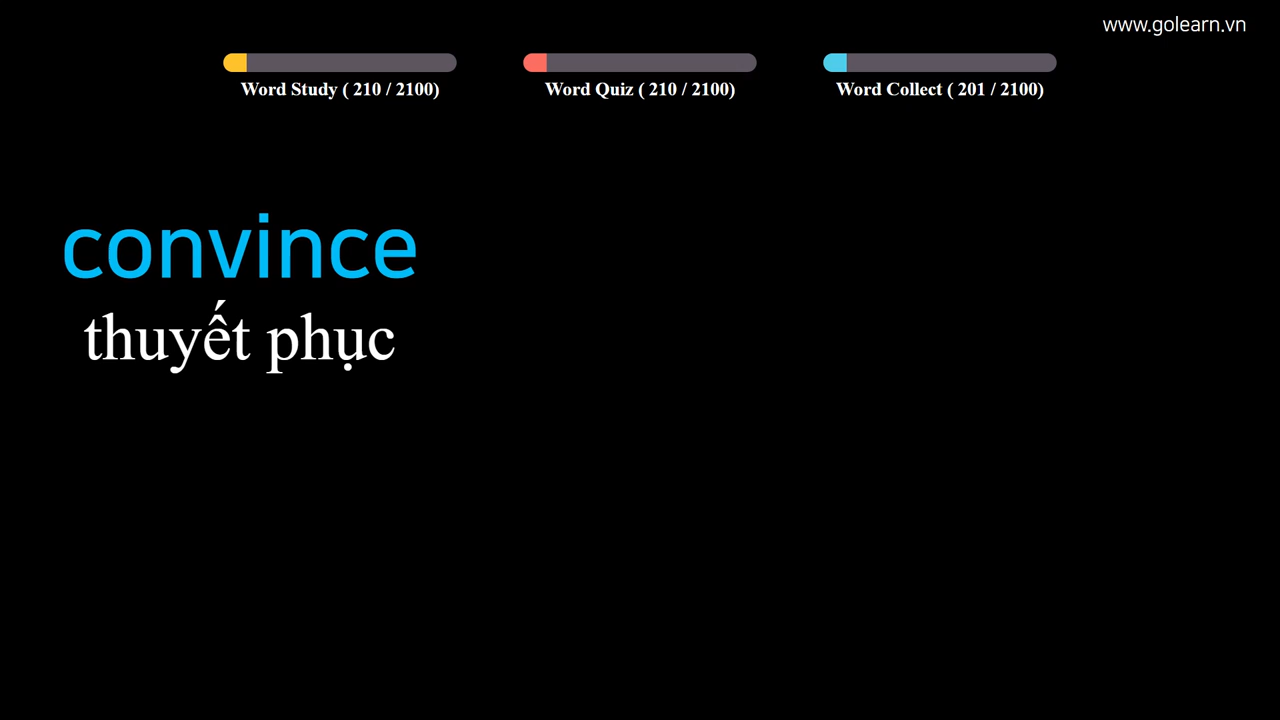 www.golearn.vn
Word Study ( 210 / 2100)
Word Quiz ( 210 / 2100)
Word Collect ( 201 / 2100)
convince
thuyết phục